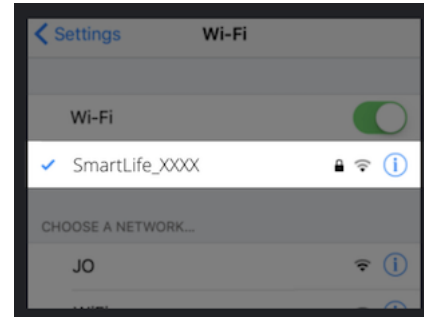 Settings Wi-Fi
Wi-Fi
SmartLife_XXXX
CHOOSE A NETWORK...
JO